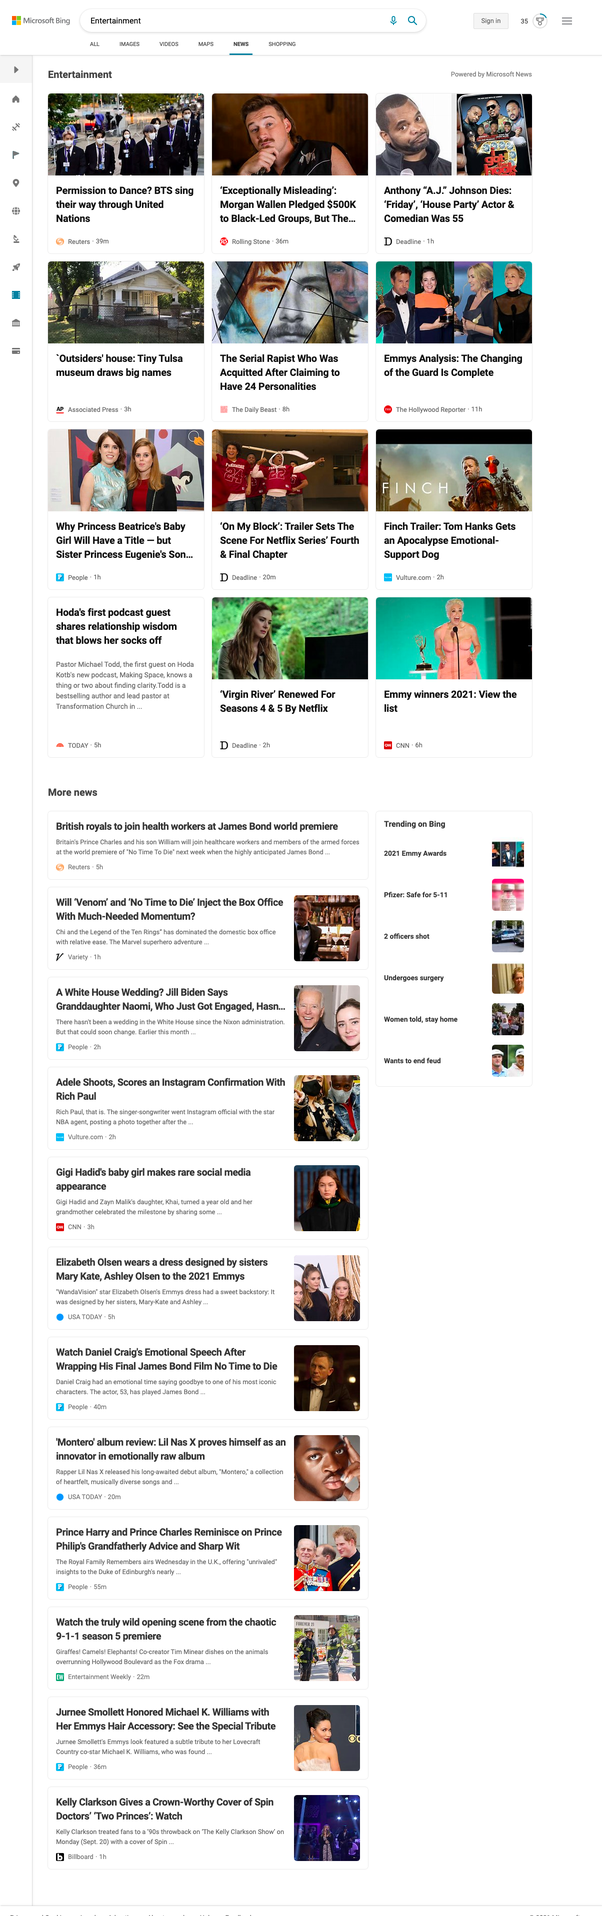 Microsoft Bing
Entertainment
Sign in
35
ALL
IMAGES
VIDEOS
MAPS
NEWS
SHOPPING
Entertainment
Powered by Microsoft News
Permission to Dance? BTS sing
their way through United
Nations
Reuters · 39m
'Exceptionally Misleading':
Morgan Wallen Pledged $500K
to Black-Led Groups, But The...
Rolling Stone · 36m
Anthony “A.J.” Johnson Dies:
'Friday', 'House Party' Actor &
Comedian Was 55
Deadline · 1h
`Outsiders' house: Tiny Tulsa
museum draws big names
AP
Associated Press · 3h
The Serial Rapist Who Was
Acquitted After Claiming to
Have 24 Personalities
The Daily Beast · 8h
Emmys Analysis: The Changing
of the Guard Is Complete
The Hollywood Reporter · 11h
Why Princess Beatrice's Baby
Girl Will Have a Title — but
Sister Princess Eugenie's Son...
People · 1h
'On My Block': Trailer Sets The
Scene For Netflix Series' Fourth
& Final Chapter
Deadline · 20m
FINCH
Finch Trailer: Tom Hanks Gets
an Apocalypse Emotional-
Support Dog
Vulture.com · 2h
Hoda's first podcast guest
shares relationship wisdom
that blows her socks off
Pastor Michael Todd, the first guest on Hoda
Kotb's new podcast, Making Space, knows a
thing or two about finding clarity.Todd is a
bestselling author and lead pastor at
Transformation Church in ...
TODAY · 5h
'Virgin River' Renewed For
Seasons 4 & 5 By Netflix
Deadline · 2h
Emmy winners 2021: View the
list
CNN · 6h
More news
British royals to join health workers at James Bond world premiere
Britain's Prince Charles and his son William will join healthcare workers and members of the armed forces
at the world premiere of "No Time To Die" next week when the highly anticipated James Bond ...
Reuters · 5h
Will 'Venom' and 'No Time to Die' Inject the Box Office
With Much-Needed Momentum?
Chi and the Legend of the Ten Rings" has dominated the domestic box office
with relative ease. The Marvel superhero adventure ...
Variety · 1h
A White House Wedding? Jill Biden Says
Granddaughter Naomi, Who Just Got Engaged, Hasn...
There hasn't been a wedding in the White House since the Nixon administration.
But that could soon change. Earlier this month ...
People · 2h
Adele Shoots, Scores an Instagram Confirmation With
Rich Paul
Rich Paul, that is. The singer-songwriter went Instagram official with the star
NBA agent, posting a photo together after the ...
Vulture.com · 2h
Gigi Hadid's baby girl makes rare social media
appearance
Gigi Hadid and Zayn Malik's daughter, Khai, turned a year old and her
grandmother celebrated the milestone by sharing some ...
CNN · 3h
Elizabeth Olsen wears a dress designed by sisters
Mary Kate, Ashley Olsen to the 2021 Emmys
"WandaVision" star Elizabeth Olsen's Emmys dress had a sweet backstory: It
was designed by her sisters, Mary-Kate and Ashley ...
USA TODAY · 5h
Watch Daniel Craig's Emotional Speech After
Wrapping His Final James Bond Film No Time to Die
Daniel Craig had an emotional time saying goodbye to one of his most iconic
characters. The actor, 53, has played James Bond ...
People · 40m
'Montero' album review: Lil Nas X proves himself as an
innovator in emotionally raw album
Rapper Lil Nas X released his long-awaited debut album, "Montero," a collection
of heartfelt, musically diverse songs and ...
USA TODAY · 20m
Prince Harry and Prince Charles Reminisce on Prince
Philip's Grandfatherly Advice and Sharp Wit
The Royal Family Remembers airs Wednesday in the U.K., offering "unrivaled"
insights to the Duke of Edinburgh's nearly ...
People · 55m
Watch the truly wild opening scene from the chaotic
9-1-1 season 5 premiere
Giraffes! Camels! Elephants! Co-creator Tim Minear dishes on the animals
overrunning Hollywood Boulevard as the Fox drama ...
Entertainment Weekly · 22m
Jurnee Smollett Honored Michael K. Williams with
Her Emmys Hair Accessory: See the Special Tribute
Jurnee Smollett's Emmys look featured a subtle tribute to her Lovecraft
Country co-star Michael K. Williams, who was found ...
People · 36m
Kelly Clarkson Gives a Crown-Worthy Cover of Spin
Doctors' 'Two Princes': Watch
Kelly Clarkson treated fans to a '90s throwback on 'The Kelly Clarkson Show' on
Monday (Sept. 20) with a cover of Spin ...
Billboard · 1h
Trending on Bing
2021 Emmy Awards
Pfizer: Safe for 5-11
2 officers shot
Undergoes surgery
Women told, stay home
Wants to end feud